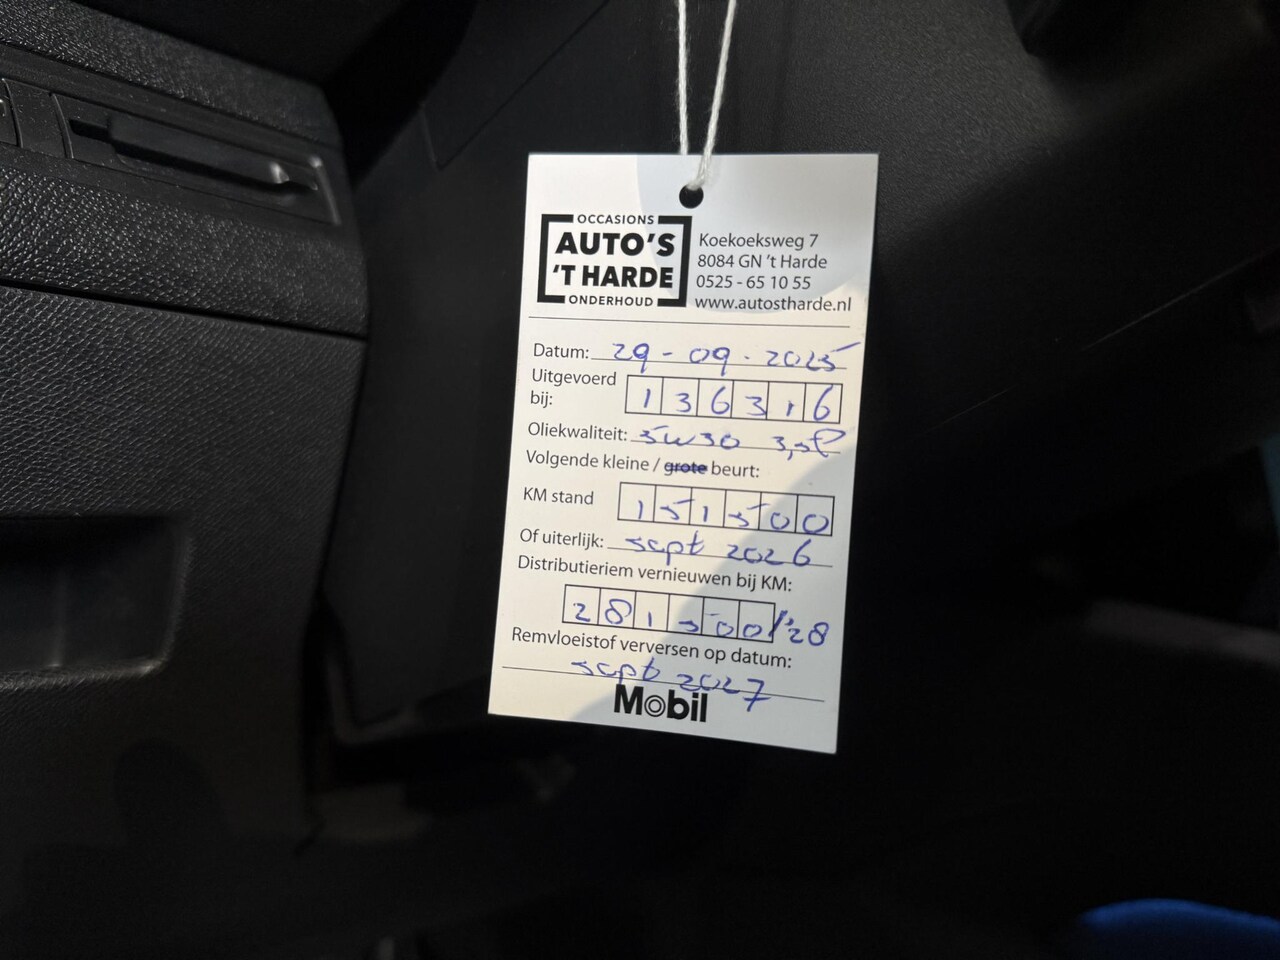 OCCASIONS
AUTO'S
'T HARDE
ONDERHOUD
Koekoeksweg 7
8084 GN 't Harde
0525 - 65 10 55
www.autostharde.nl
Datum: 29 - 09 - 2025
Uitgevoerd bij: 136316
Oliekwaliteit: 5w30 3,5l
Volgende kleine / grote beurt:
KM stand 151500
Of uiterlijk: sept 2026
Distributieriem vernieuwen bij KM:
281500/'28
Remvloeistof verversen op datum:
sept 2027
Mobil